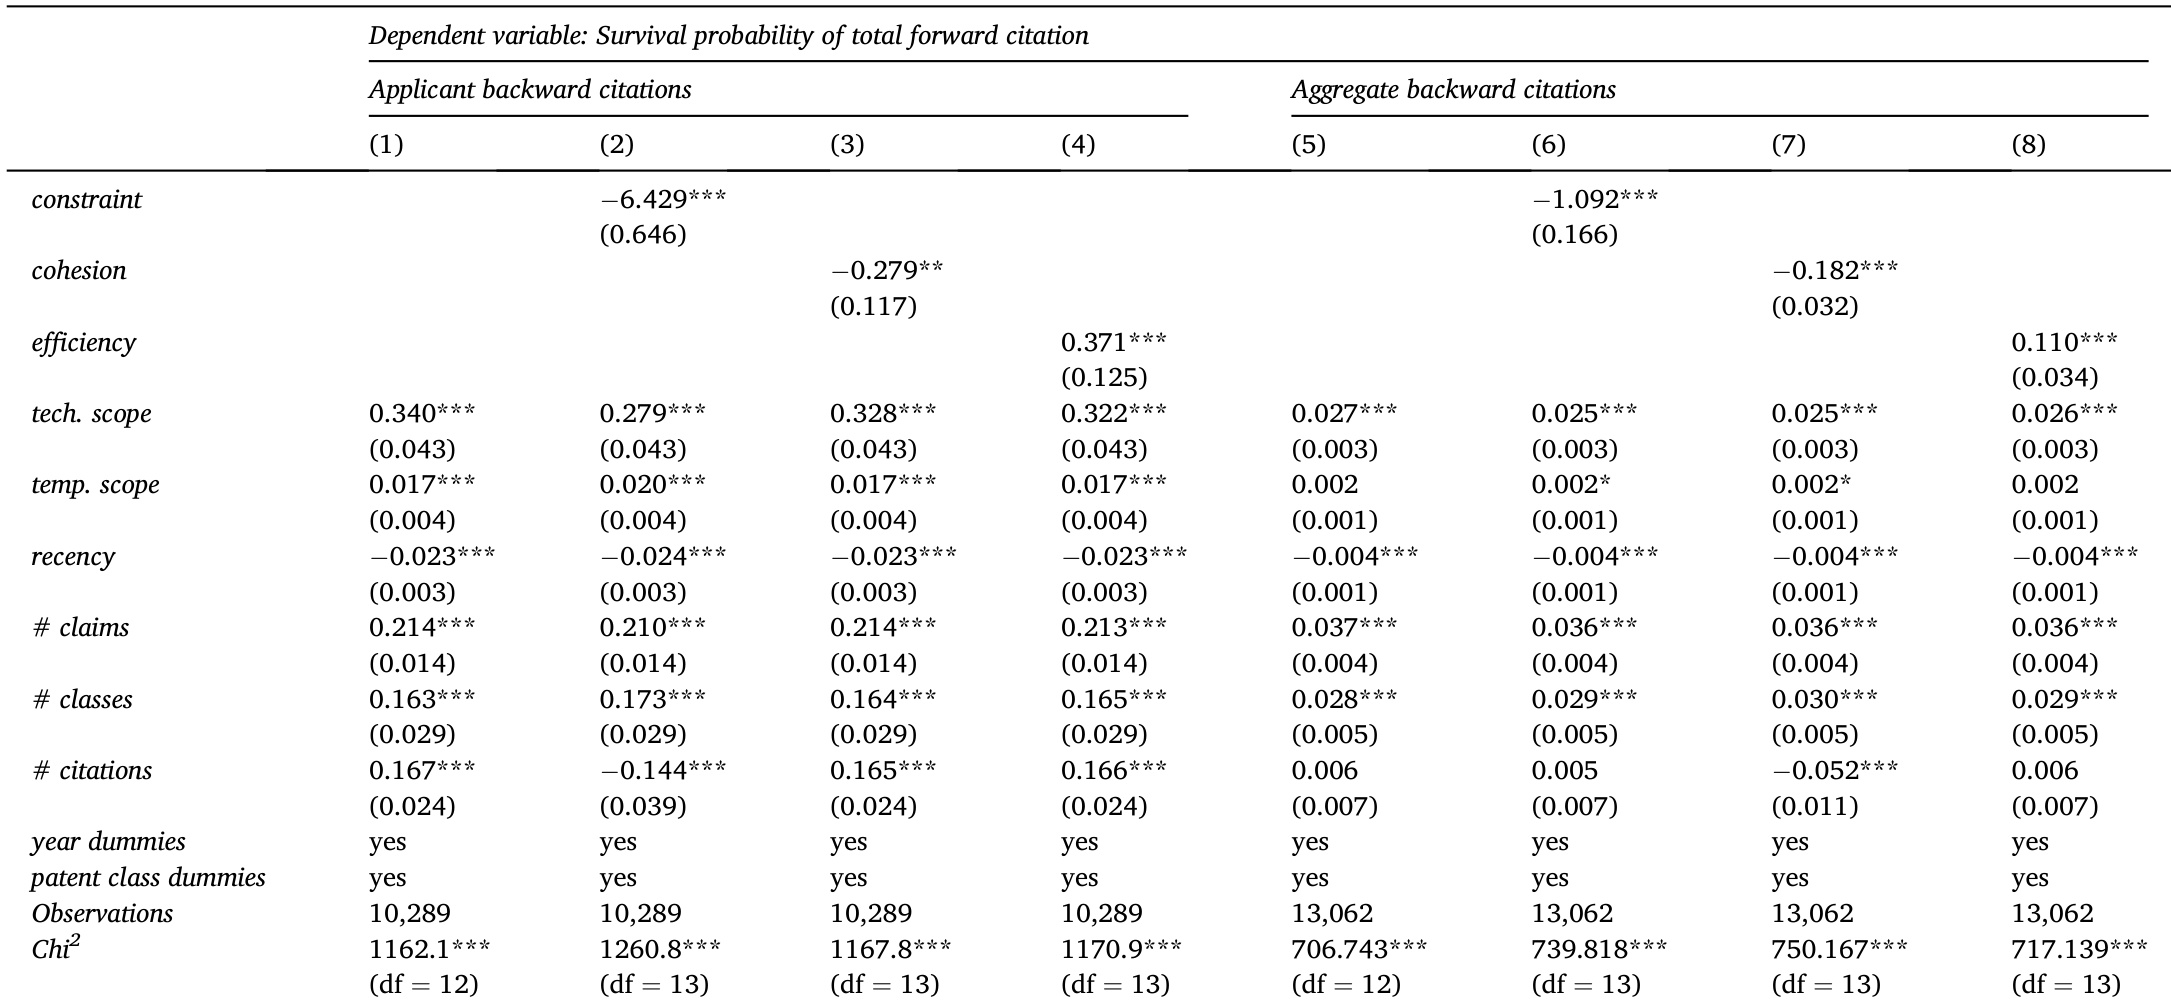 Dependent variable: Survival probability of total forward citation
Applicant backward citations Aggregate backward citations
(1) (2) (3) (4) (5) (6) (7) (8)
constraint −6.429*** −1.092***
(0.646) (0.166)
cohesion −0.279** −0.182***
(0.117) (0.032)
efficiency 0.371*** 0.110***
(0.125) (0.034)
tech. scope 0.340*** 0.279*** 0.328*** 0.322*** 0.027*** 0.025*** 0.025*** 0.026***
(0.043) (0.043) (0.043) (0.043) (0.003) (0.003) (0.003) (0.003)
temp. scope 0.017*** 0.020*** 0.017*** 0.017*** 0.002 0.002* 0.002* 0.002
(0.004) (0.004) (0.004) (0.004) (0.001) (0.001) (0.001) (0.001)
recency −0.023*** −0.024*** −0.023*** −0.023*** −0.004*** −0.004*** −0.004*** −0.004***
(0.003) (0.003) (0.003) (0.003) (0.001) (0.001) (0.001) (0.001)
# claims 0.214*** 0.210*** 0.214*** 0.213*** 0.037*** 0.036*** 0.036*** 0.036***
(0.014) (0.014) (0.014) (0.014) (0.004) (0.004) (0.004) (0.004)
# classes 0.163*** 0.173*** 0.164*** 0.165*** 0.028*** 0.029*** 0.030*** 0.029***
(0.029) (0.029) (0.029) (0.029) (0.005) (0.005) (0.005) (0.005)
# citations 0.167*** −0.144*** 0.165*** 0.166*** 0.006 0.005 −0.052*** 0.006
(0.024) (0.039) (0.024) (0.024) (0.007) (0.007) (0.011) (0.007)
year dummies yes yes yes yes yes yes yes yes
patent class dummies yes yes yes yes yes yes yes yes
Observations 10,289 10,289 10,289 10,289 13,062 13,062 13,062 13,062
Chi² 1162.1*** 1260.8*** 1167.8*** 1170.9*** 706.743*** 739.818*** 750.167*** 717.139***
(df = 12) (df = 13) (df = 13) (df = 13) (df = 12) (df = 13) (df = 13) (df = 13)